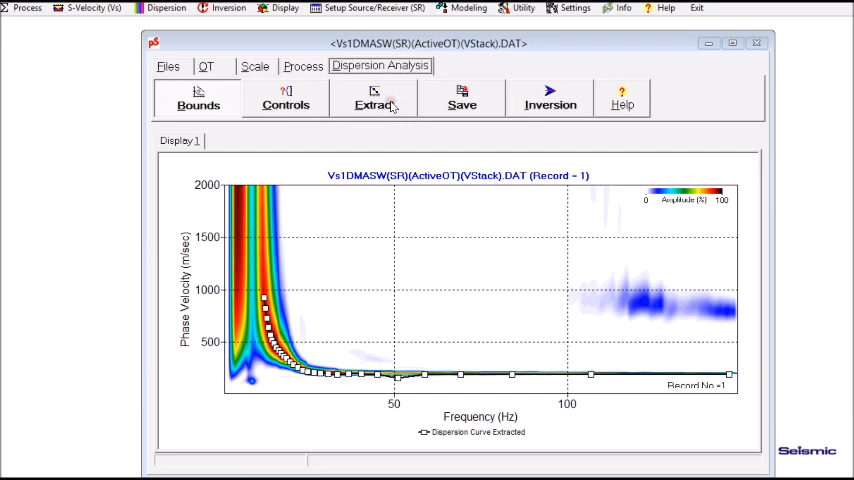 Process S-Velocity (Vs) Dispersion Inversion Display Setup Source/Receiver (SR) Modeling Utility Settings Info Help Exit
pS <Vs1DMASW(SR)(ActiveOT)(VStack).DAT>
Files OT Scale Process Dispersion Analysis
Bounds Controls Extract Save Inversion Help
Display 1
Vs1DMASW(SR)(ActiveOT)(VStack).DAT (Record = 1)
0 Amplitude (%) 100
Phase Velocity (m/sec)
2000
1500
1000
500
Record No.=1
50 100
Frequency (Hz)
Dispersion Curve Extracted
Seismic